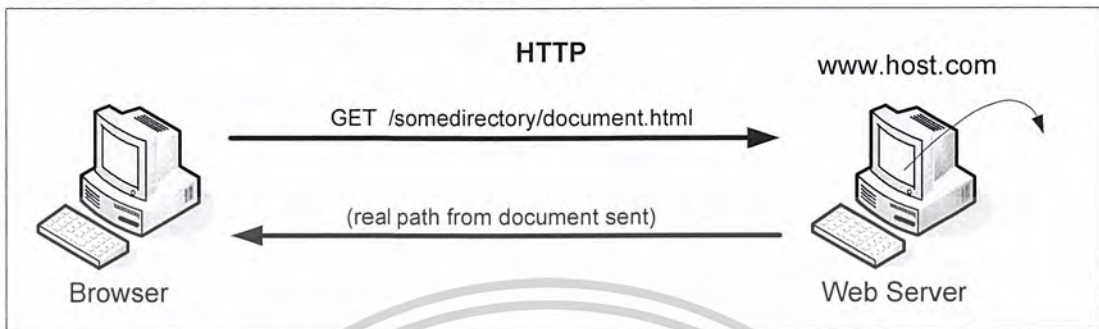 HTTP
www.host.com
GET /somedirectory/document.html
(real path from document sent)
Browser
Web Server